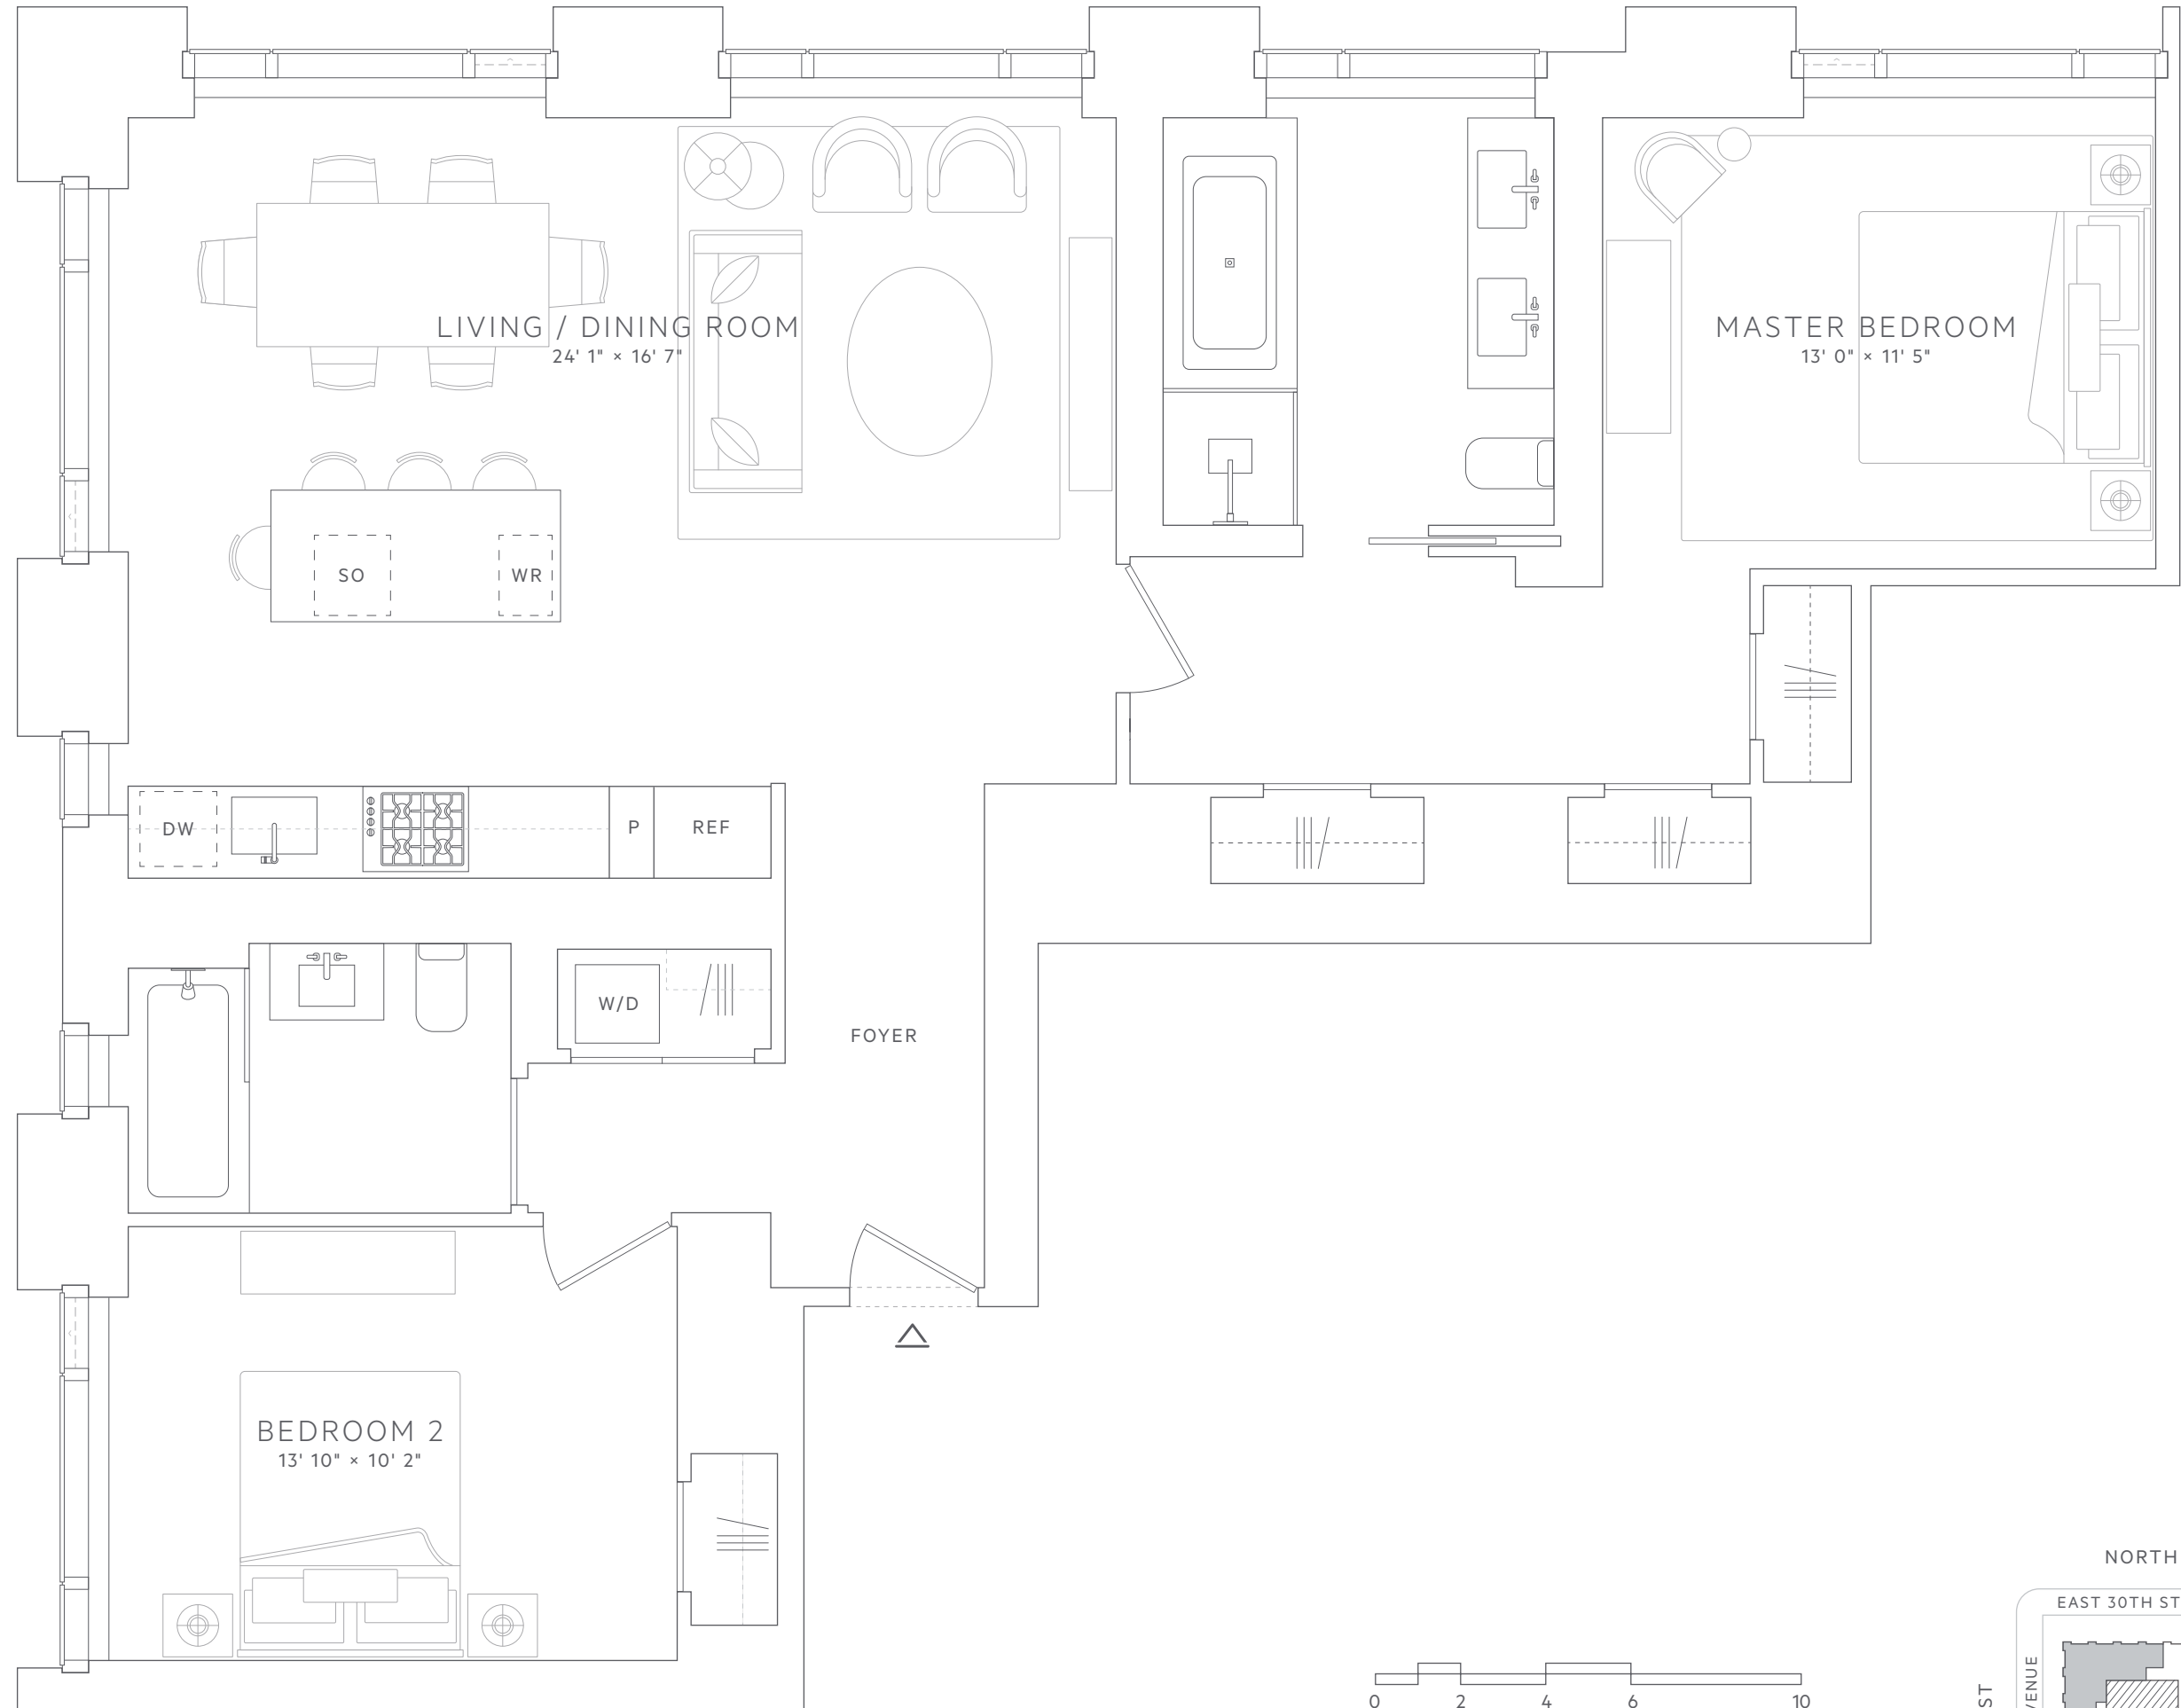 LIVING / DINING ROOM
24' 1" × 16' 7"
MASTER BEDROOM
13' 0" × 11' 5"
SO
WR
DW
P
REF
W/D
FOYER
BEDROOM 2
13' 10" × 10' 2"
NORTH
EAST 30TH ST
0 2 4 6 10